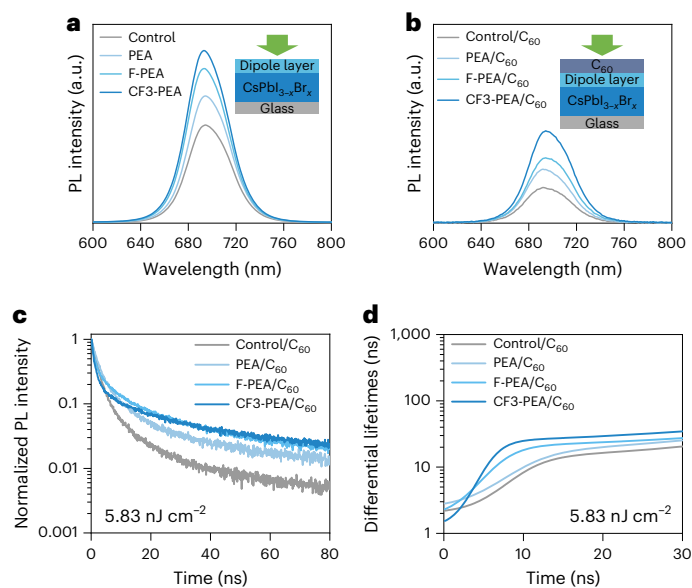 a
Control
PEA
F-PEA
CF3-PEA
Dipole layer
CsPbI₃₋ₓBrₓ
Glass
PL intensity (a.u.)
600 640 680 720 760 800
Wavelength (nm)
b
Control/C₆₀
PEA/C₆₀
F-PEA/C₆₀
CF3-PEA/C₆₀
C₆₀
Dipole layer
CsPbI₃₋ₓBrₓ
Glass
PL intensity (a.u.)
600 640 680 720 760 800
Wavelength (nm)
c
Control/C₆₀
PEA/C₆₀
F-PEA/C₆₀
CF3-PEA/C₆₀
Normalized PL intensity
1
0.1
0.01
0.001
5.83 nJ cm⁻²
0 20 40 60 80
Time (ns)
d
Control/C₆₀
PEA/C₆₀
F-PEA/C₆₀
CF3-PEA/C₆₀
Differential lifetimes (ns)
1,000
100
10
1
5.83 nJ cm⁻²
0 10 20 30
Time (ns)